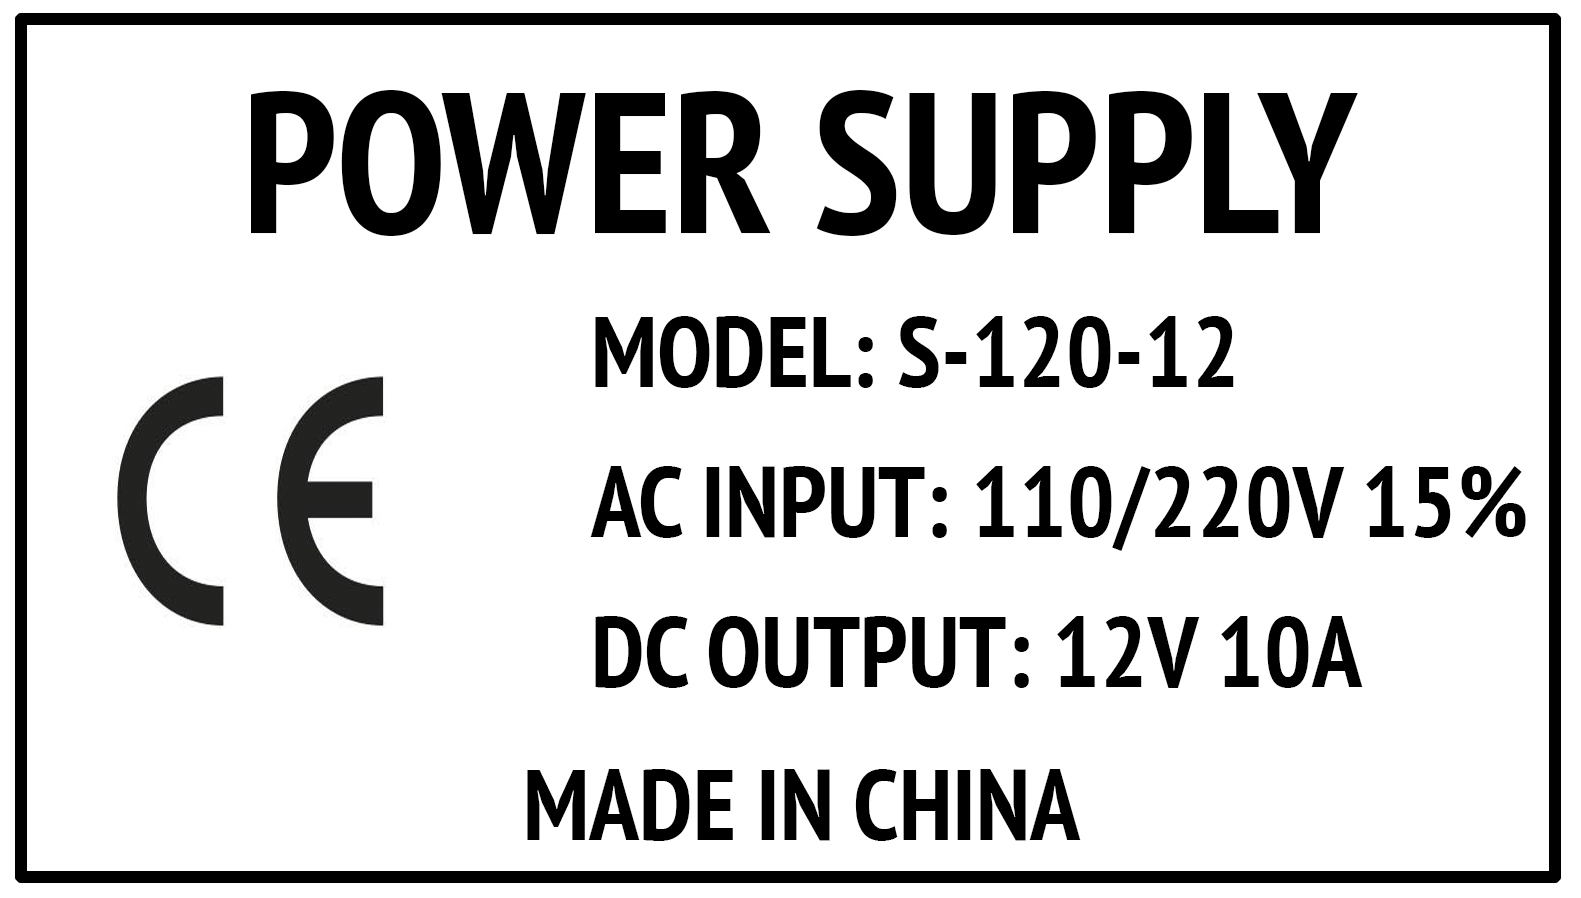 POWER SUPPLY
MODEL: S-120-12
CE
AC INPUT: 110/220V 15%
DC OUTPUT: 12V 10A
MADE IN CHINA